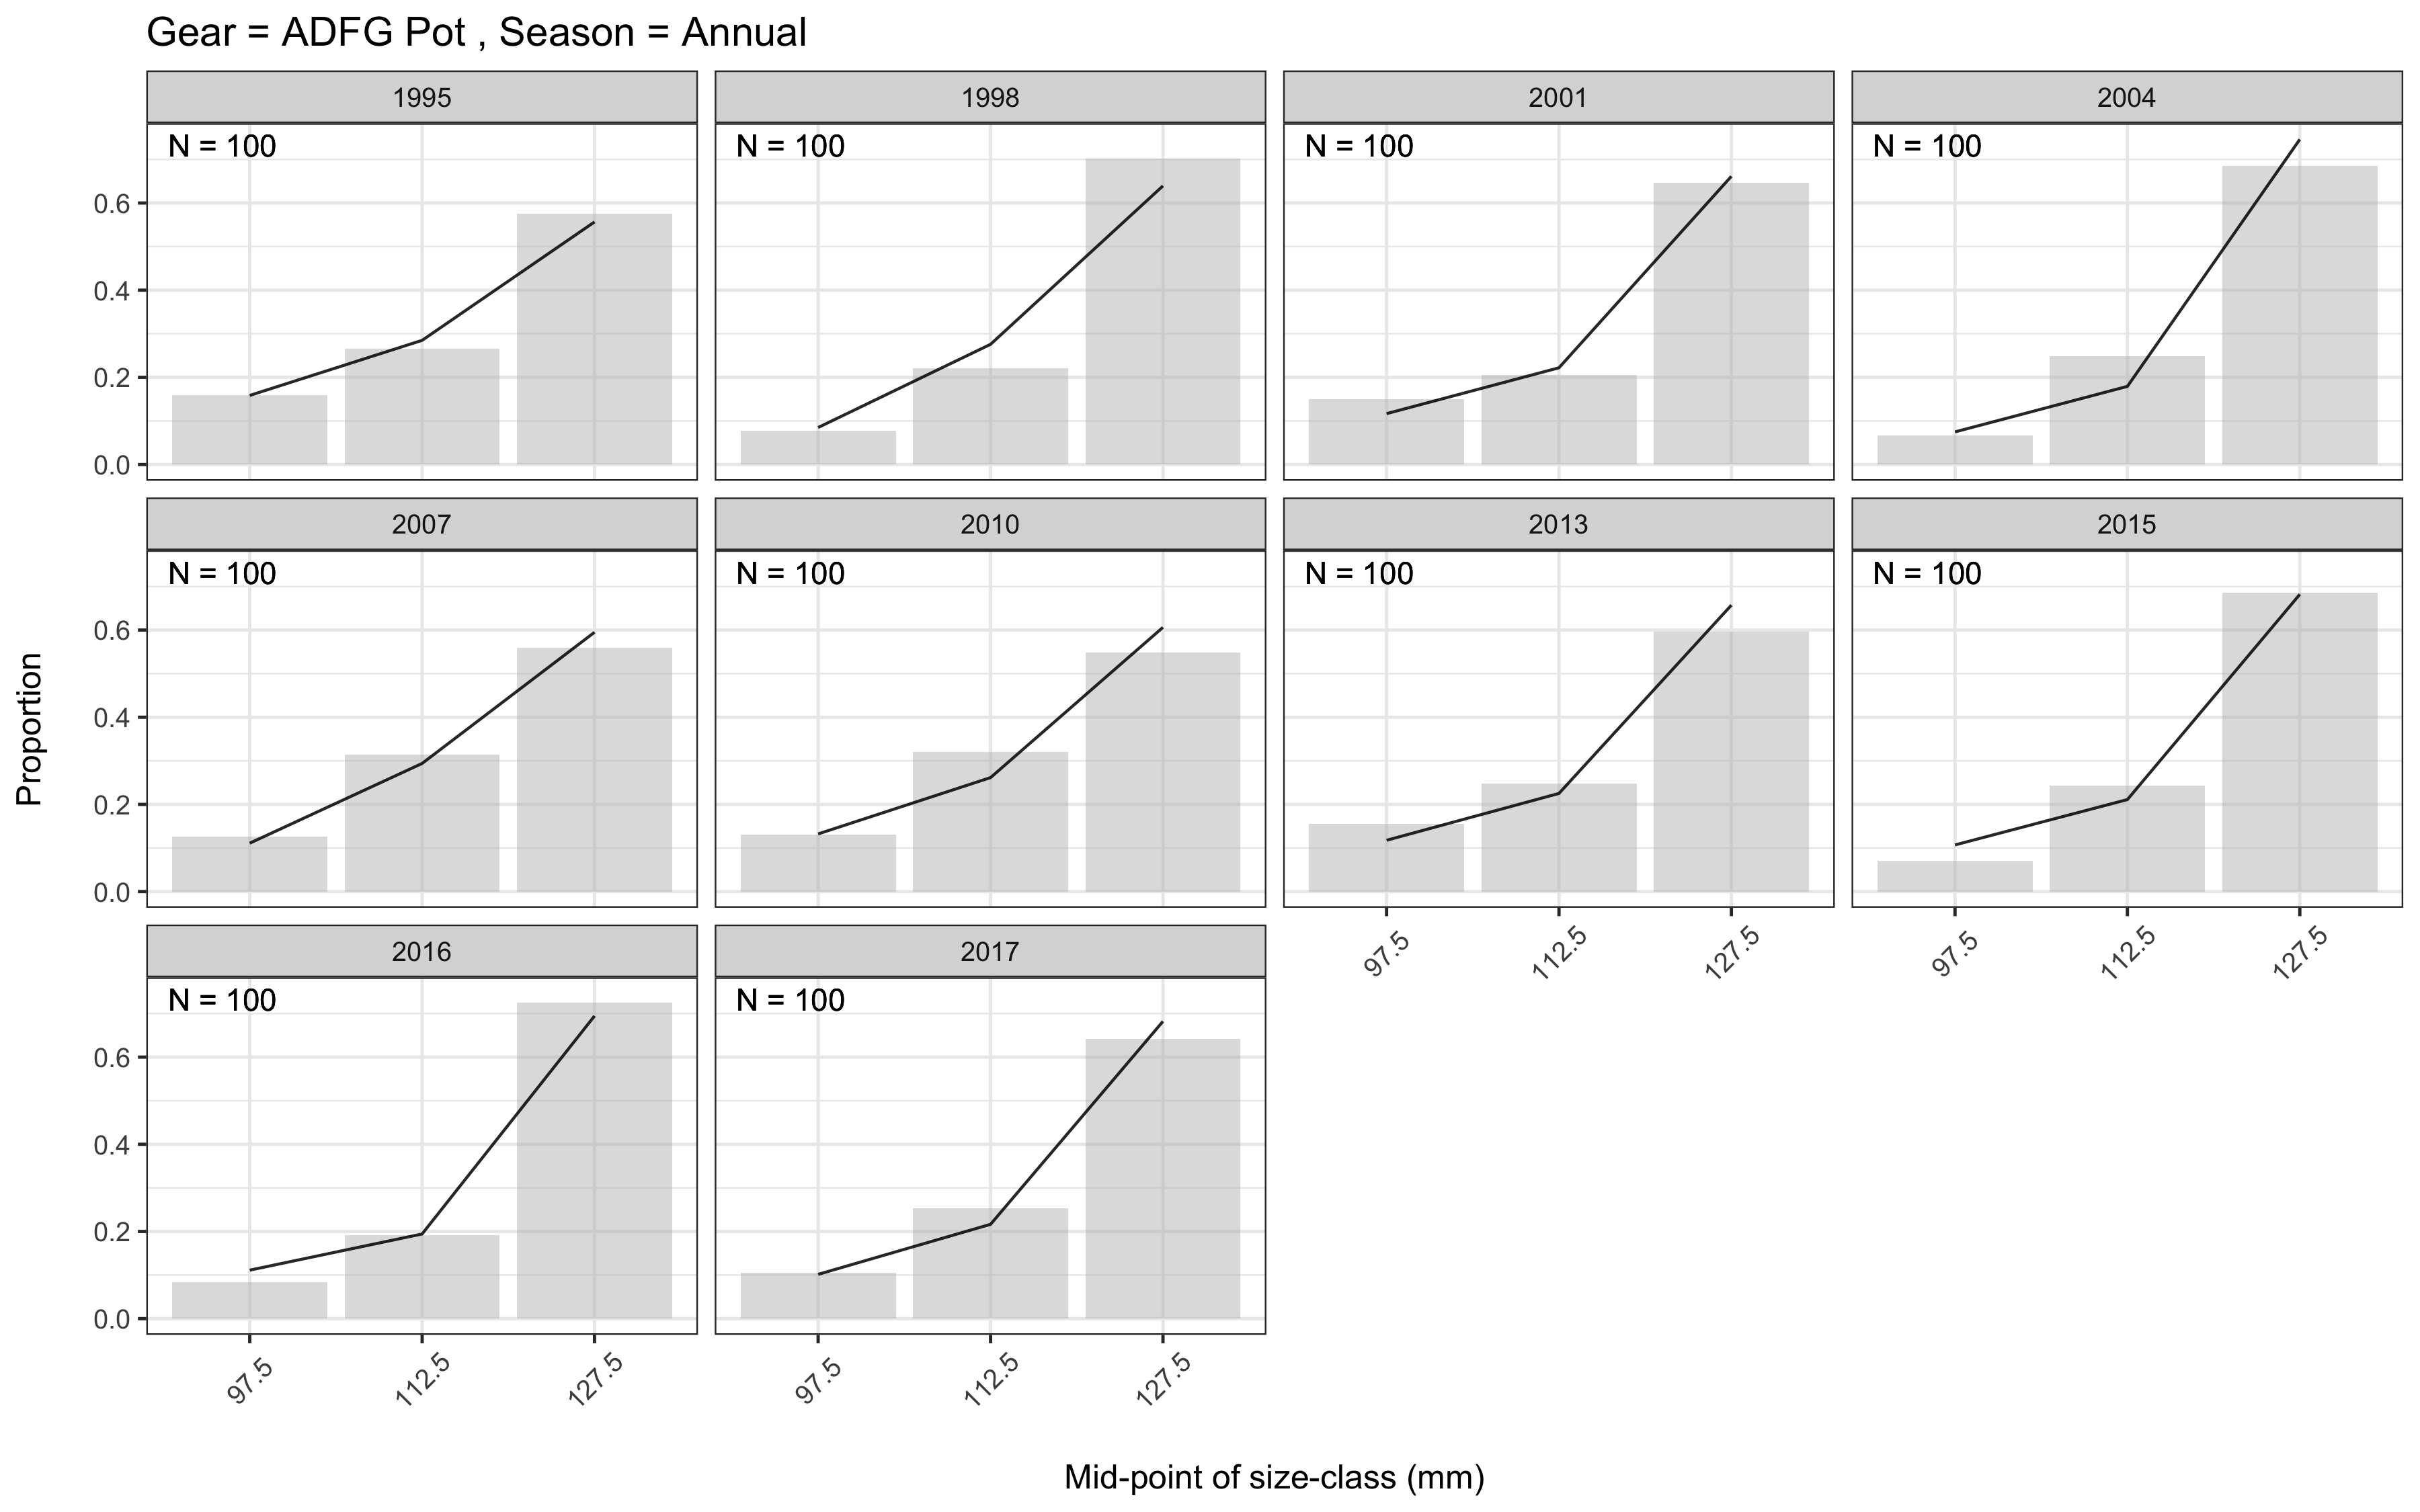 Gear = ADFG Pot , Season = Annual
1995
1998
2001
2004
N = 100
N = 100
N = 100
N = 100
0.6
0.4
0.2
0.0
2007
2010
2013
2015
N = 100
N = 100
N = 100
N = 100
0.6
0.4
0.2
0.0
97.5
112.5
127.5
97.5
112.5
127.5
2016
2017
N = 100
N = 100
0.6
0.4
0.2
0.0
97.5
112.5
127.5
97.5
112.5
127.5
Proportion
Mid-point of size-class (mm)